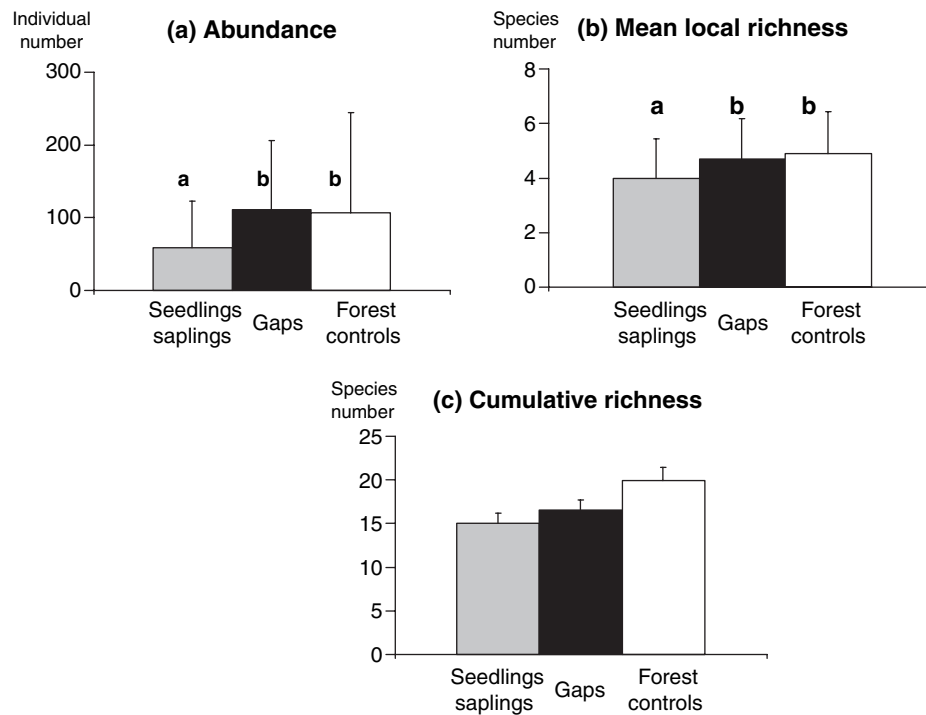 Individual
number
(a) Abundance
300
200
100
0
a
b
b
Seedlings
saplings
Gaps
Forest
controls
Species
number
(b) Mean local richness
8
6
4
2
0
a
b
b
Seedlings
saplings
Gaps
Forest
controls
Species
number
(c) Cumulative richness
25
20
15
10
5
0
Seedlings
saplings
Gaps
Forest
controls